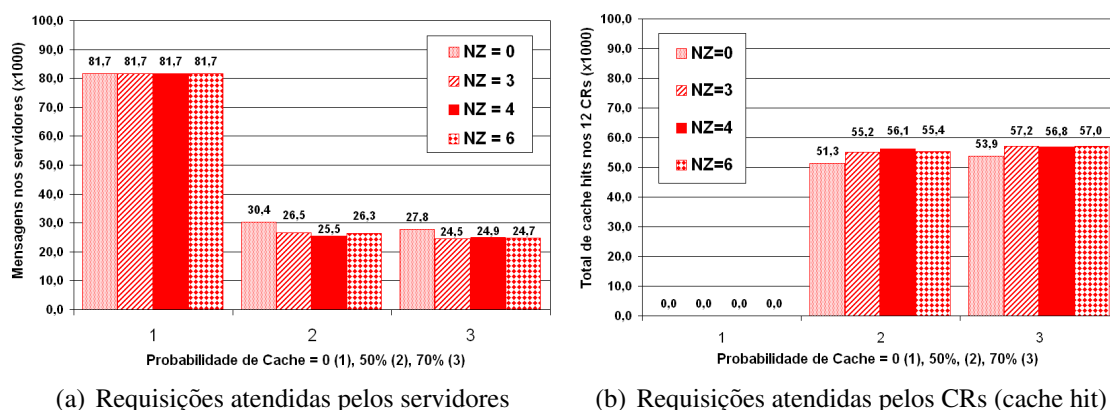 Mensagens nos servidores (x1000)
100,0
90,0
80,0
70,0
60,0
50,0
40,0
30,0
20,0
10,0
0,0
81,7 81,7 81,7 81,7
30,4 26,5 25,5 26,3
27,8 24,5 24,9 24,7
NZ = 0
NZ = 3
NZ = 4
NZ = 6
1 2 3
Probabilidade de Cache = 0 (1), 50% (2), 70% (3)
(a) Requisições atendidas pelos servidores
Total de cache hits nos 12 CRs (x1000)
100,0
90,0
80,0
70,0
60,0
50,0
40,0
30,0
20,0
10,0
0,0
NZ=0
NZ=3
NZ=4
NZ=6
0,0 0,0 0,0 0,0
51,3 55,2 56,1 55,4
53,9 57,2 56,8 57,0
1 2 3
Probabilidade de Cache = 0 (1), 50%, (2), 70% (3)
(b) Requisições atendidas pelos CRs (cache hit)